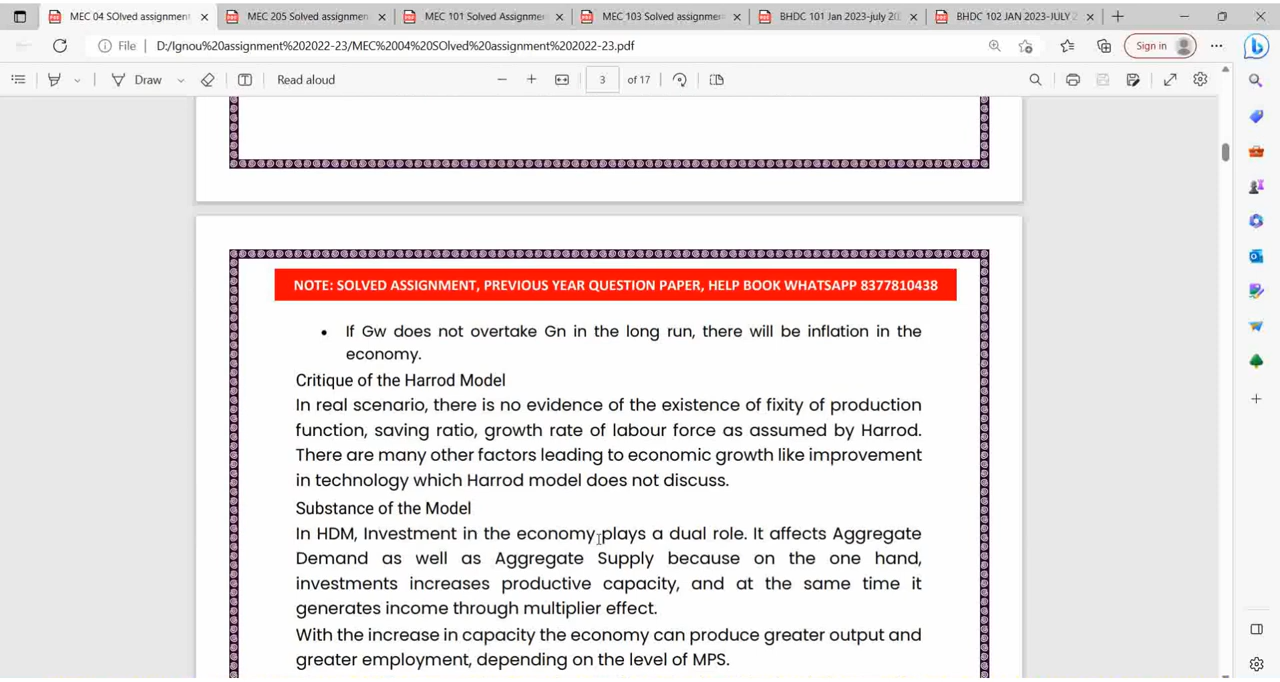 MEC 04 SOlved assignment
MEC 205 Solved assignmen
MEC 101 Solved Assignme
MEC 103 Solved assignmen
BHDC 101 Jan 2023-july 20
BHDC 102 JAN 2023-JULY 2
File
D:/Ignou%20assignment%202022-23/MEC%2004%20SOlved%20assignment%202022-23.pdf
Sign in
Draw
Read aloud
3
of 17
NOTE: SOLVED ASSIGNMENT, PREVIOUS YEAR QUESTION PAPER, HELP BOOK WHATSAPP 8377810438
• If Gw does not overtake Gn in the long run, there will be inflation in the
economy.
Critique of the Harrod Model
In real scenario, there is no evidence of the existence of fixity of production
function, saving ratio, growth rate of labour force as assumed by Harrod.
There are many other factors leading to economic growth like improvement
in technology which Harrod model does not discuss.
Substance of the Model
In HDM, Investment in the economy plays a dual role. It affects Aggregate
Demand as well as Aggregate Supply because on the one hand,
investments increases productive capacity, and at the same time it
generates income through multiplier effect.
With the increase in capacity the economy can produce greater output and
greater employment, depending on the level of MPS.